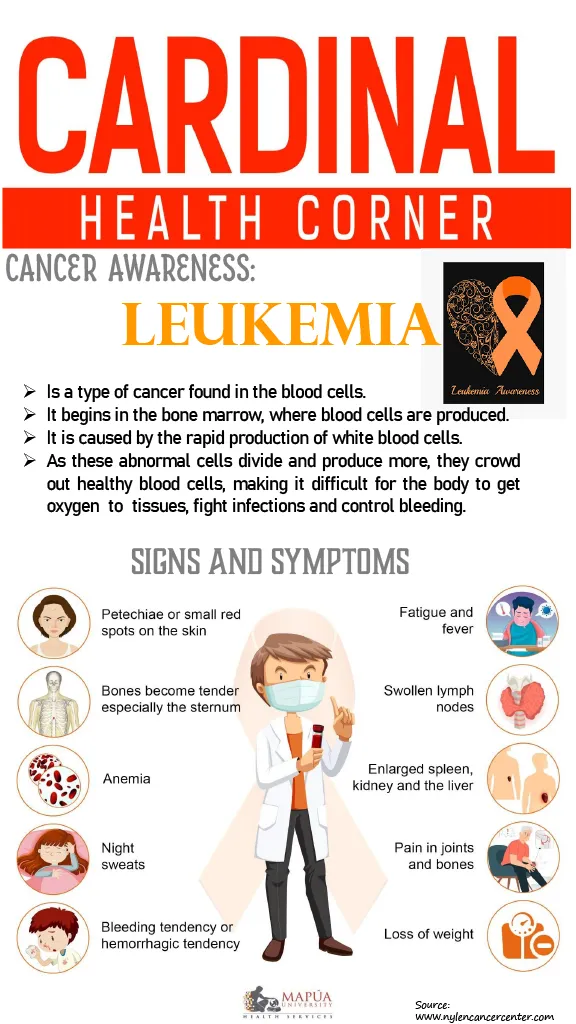 CARDINAL
HEALTH CORNER
CANCER AWARENESS:
LEUKEMIA
Leukemia Awareness
➢ Is a type of cancer found in the blood cells.
➢ It begins in the bone marrow, where blood cells are produced.
➢ It is caused by the rapid production of white blood cells.
➢ As these abnormal cells divide and produce more, they crowd
out healthy blood cells, making it difficult for the body to get
oxygen to tissues, fight infections and control bleeding.
SIGNS AND SYMPTOMS
Petechiae or small red
spots on the skin
Bones become tender
especially the sternum
Anemia
Night
sweats
Bleeding tendency or
hemorrhagic tendency
Fatigue and
fever
Swollen lymph
nodes
Enlarged spleen,
kidney and the liver
Pain in joints
and bones
Loss of weight
MAPÚA
UNIVERSITY
HEALTH SERVICES
Source:
www.nylencancercenter.com